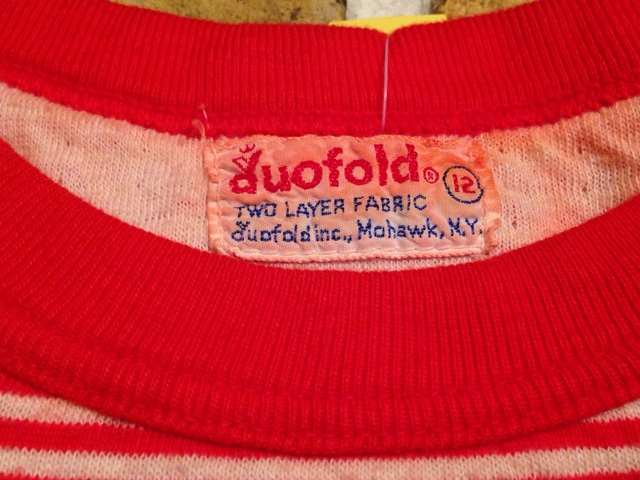 duofold® 12
TWO LAYER FABRIC
duofold inc., Mohawk, N.Y.